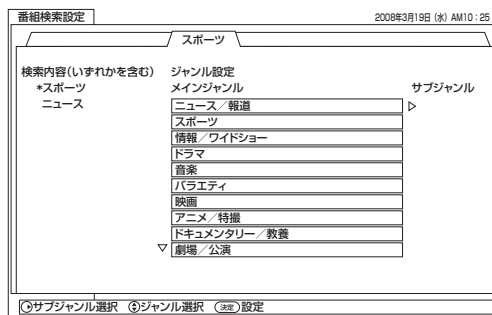 番組検索設定 2008年3月19日 (水) AM10:25
スポーツ
検索内容(いずれかを含む) ジャンル設定
*スポーツ メインジャンル サブジャンル
ニュース ニュース/報道 ▷
スポーツ
情報/ワイドショー
ドラマ
音楽
バラエティ
映画
アニメ/特撮
ドキュメンタリー/教養
▽ 劇場/公演
サブジャンル選択 ジャンル選択 決定 設定